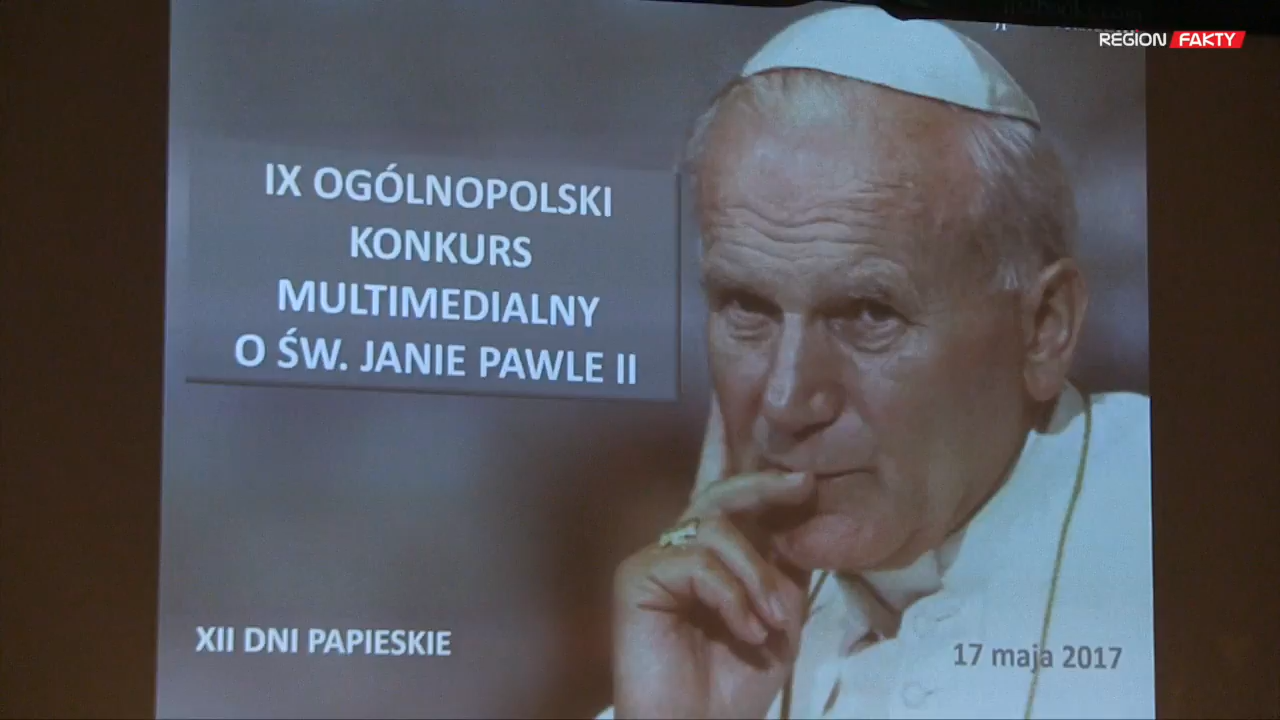 REGION FAKTY
IX OGÓLNOPOLSKI
KONKURS
MULTIMEDIALNY
O ŚW. JANIE PAWLE II
XII DNI PAPIESKIE
17 maja 2017